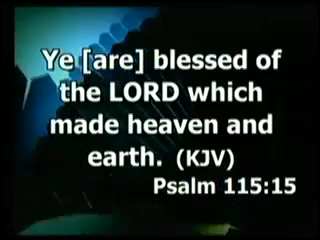 Ye [are] blessed of
the LORD which
made heaven and
earth. (KJV)
Psalm 115:15